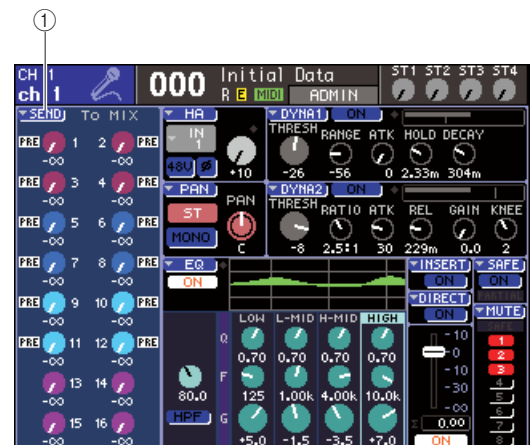 1
CH 1
ch 1
000
Initial Data
R E MIDI ADMIN
ST1 ST2 ST3 ST4
SEND TO MIX
PRE 1 2 PRE
-∞ -∞
PRE 3 4 PRE
-∞ -∞
PRE 5 6 PRE
-∞ -∞
PRE 7 8 PRE
-∞ -∞
PRE 9 10 PRE
-∞ -∞
PRE 11 12 PRE
-∞ -∞
13 14
-∞ -∞
15 16
-∞ -∞
HA
IN
1
48V Ø
+10
PAN
ST
MONO
PAN
C
DYNA1 ON
THRESH RANGE ATK HOLD DECAY
-26 -56 0 2.33m 304m
DYNA2 ON
THRESH RATIO ATK REL GAIN KNEE
-8 2.5:1 30 229m 0.0 2
EQ
ON
LOW L-MID H-MID HIGH
Q
0.70 0.70 0.70 0.70
F
80.0 125 1.00k 4.00k 10.0k
HPF G
+5.0 -1.5 -3.5 +7.0
INSERT
ON
DIRECT
ON
10
0
-10
-30
-∞
Σ 0.00
ON
SAFE
ON
PARTIAL
MUTE
SAFE
1
2
3
4
5
6
7
8